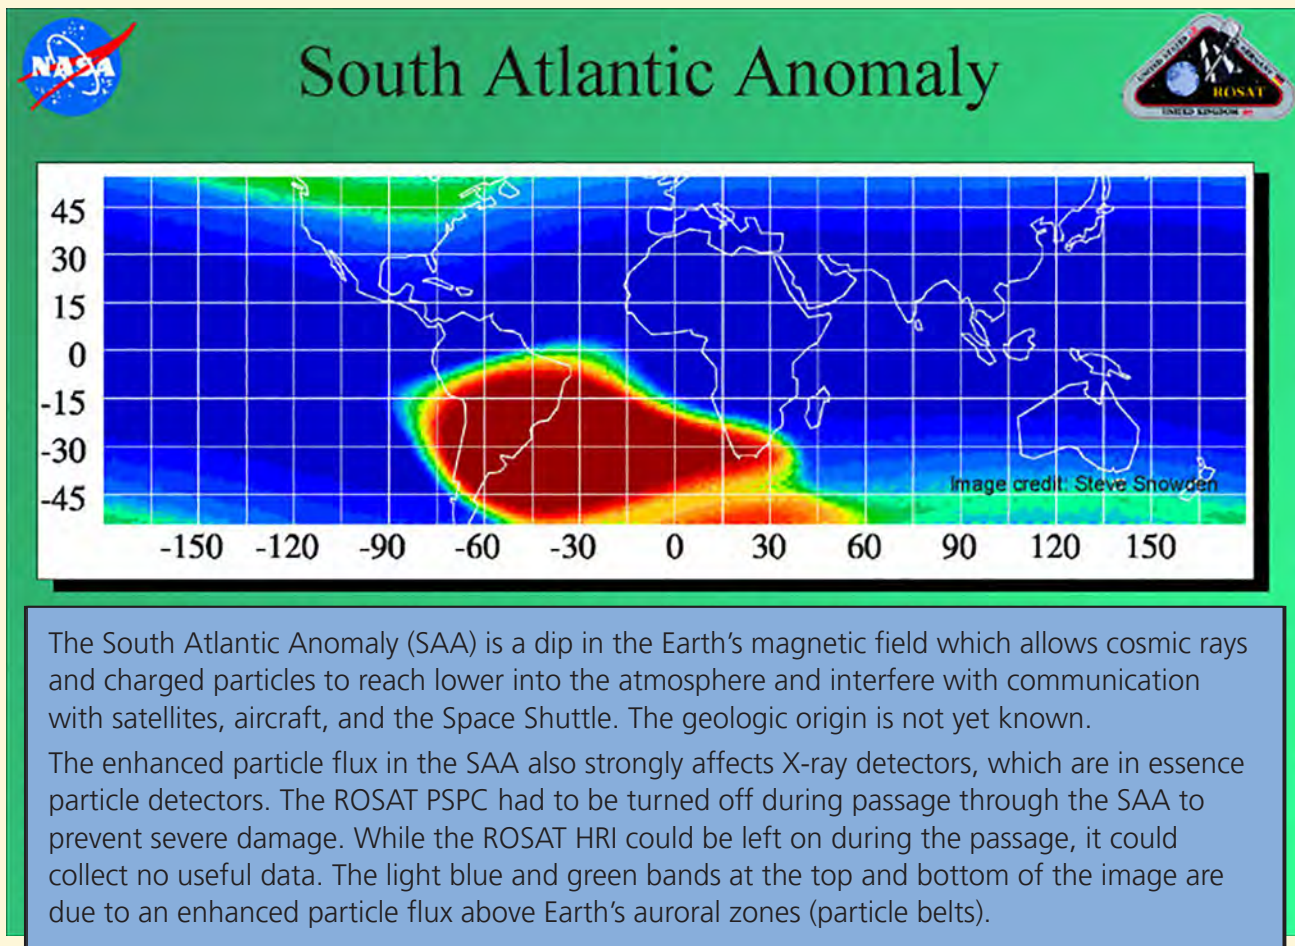 NASA
South Atlantic Anomaly
UNITED STATES
GERMANY
ROSAT
UNITED KINGDOM
45
30
15
0
-15
-30
-45
Image credit: Steve Snowden
-150 -120 -90 -60 -30 0 30 60 90 120 150
The South Atlantic Anomaly (SAA) is a dip in the Earth’s magnetic field which allows cosmic rays
and charged particles to reach lower into the atmosphere and interfere with communication
with satellites, aircraft, and the Space Shuttle. The geologic origin is not yet known.
The enhanced particle flux in the SAA also strongly affects X-ray detectors, which are in essence
particle detectors. The ROSAT PSPC had to be turned off during passage through the SAA to
prevent severe damage. While the ROSAT HRI could be left on during the passage, it could
collect no useful data. The light blue and green bands at the top and bottom of the image are
due to an enhanced particle flux above Earth’s auroral zones (particle belts).